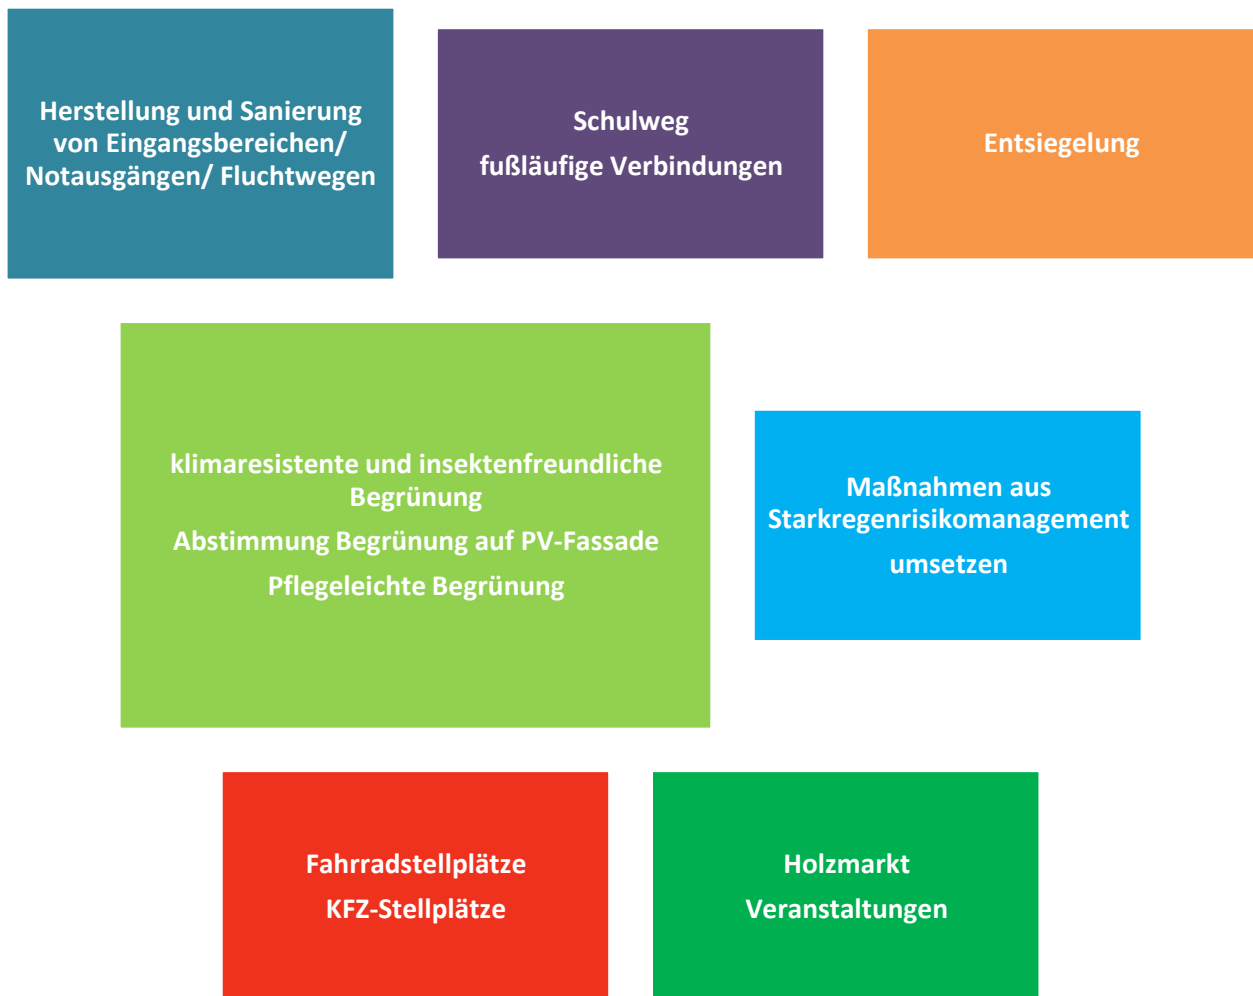 Herstellung und Sanierung
von Eingangsbereichen/
Notausgängen/ Fluchtwegen
Schulweg
fußläufige Verbindungen
Entsiegelung
klimaresistente und insektenfreundliche
Begrünung
Abstimmung Begrünung auf PV-Fassade
Pflegeleichte Begrünung
Maßnahmen aus
Starkregenrisikomanagement
umsetzen
Fahrradstellplätze
KFZ-Stellplätze
Holzmarkt
Veranstaltungen